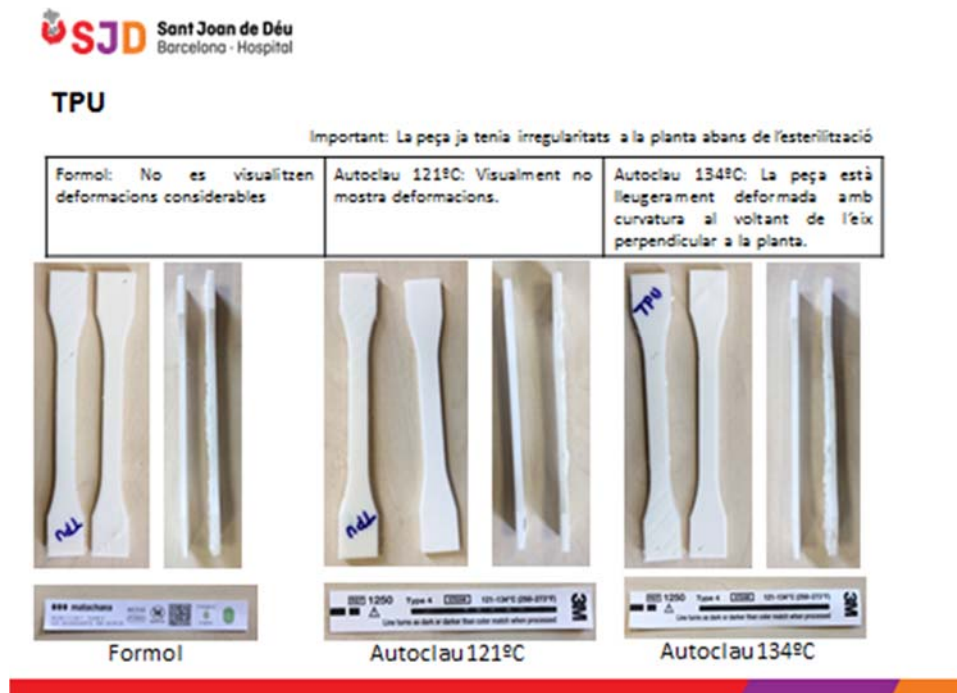 SJD Sant Joan de Déu
Barcelona - Hospital
TPU
Important: La peça ja tenia irregularitats a la planta abans de l'esterilització
Formol: No es visualitzen
deformacions considerables
Autoclau 121ºC: Visualment no
mostra deformacions.
Autoclau 134ºC: La peça està
lleugerament deformada amb
curvatura al voltant de l'eix
perpendicular a la planta.
TPU
TPU
TPU
matachana
REF 1250 Type 4 STEAM 121-134°C (250-273°F)
Line turns as dark or darker than color match when processed
3M
REF 1250 Type 4 STEAM 121-134°C (250-273°F)
Line turns as dark or darker than color match when processed
3M
Formol
Autoclau 121ºC
Autoclau 134ºC